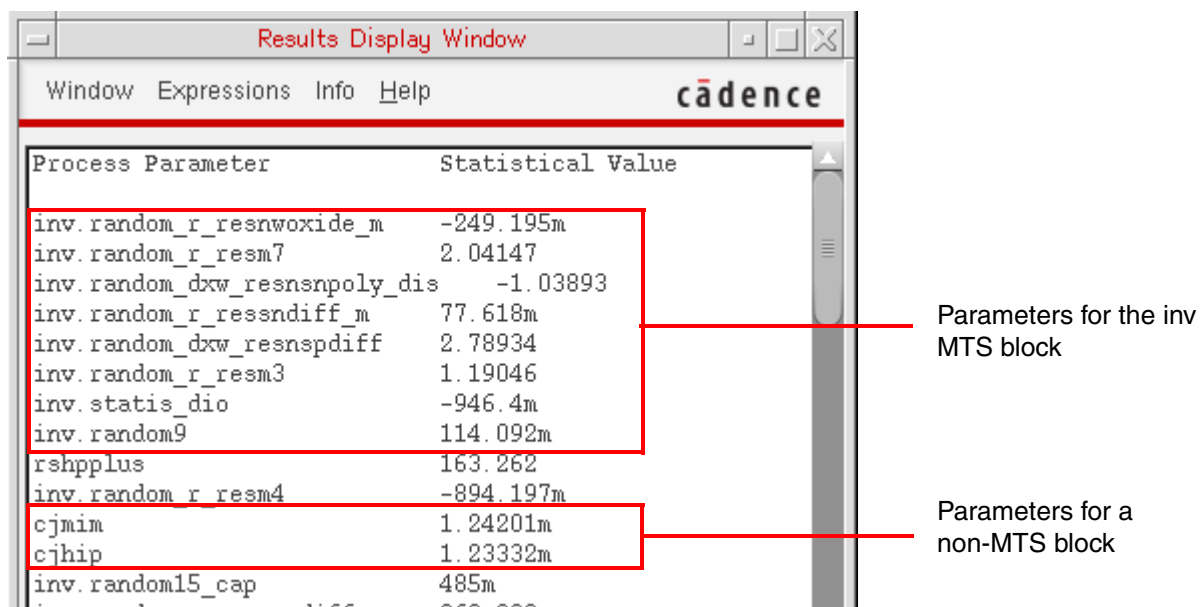 Results Display Window
Window Expressions Info Help cādence
Process Parameter Statistical Value
inv.random_r_resnwoxide_m -249.195m
inv.random_r_resm7 2.04147
inv.random_dxw_resnsnpoly_dis -1.03893
inv.random_r_ressndiff_m 77.618m
inv.random_dxw_resnspdiff 2.78934
inv.random_r_resm3 1.19046
inv.statis_dio -946.4m
inv.random9 114.092m
rshpplus 163.262
inv.random_r_resm4 -894.197m
cjmim 1.24201m
cjhip 1.23332m
inv.random15_cap 485m
Parameters for the inv
MTS block
Parameters for a
non-MTS block